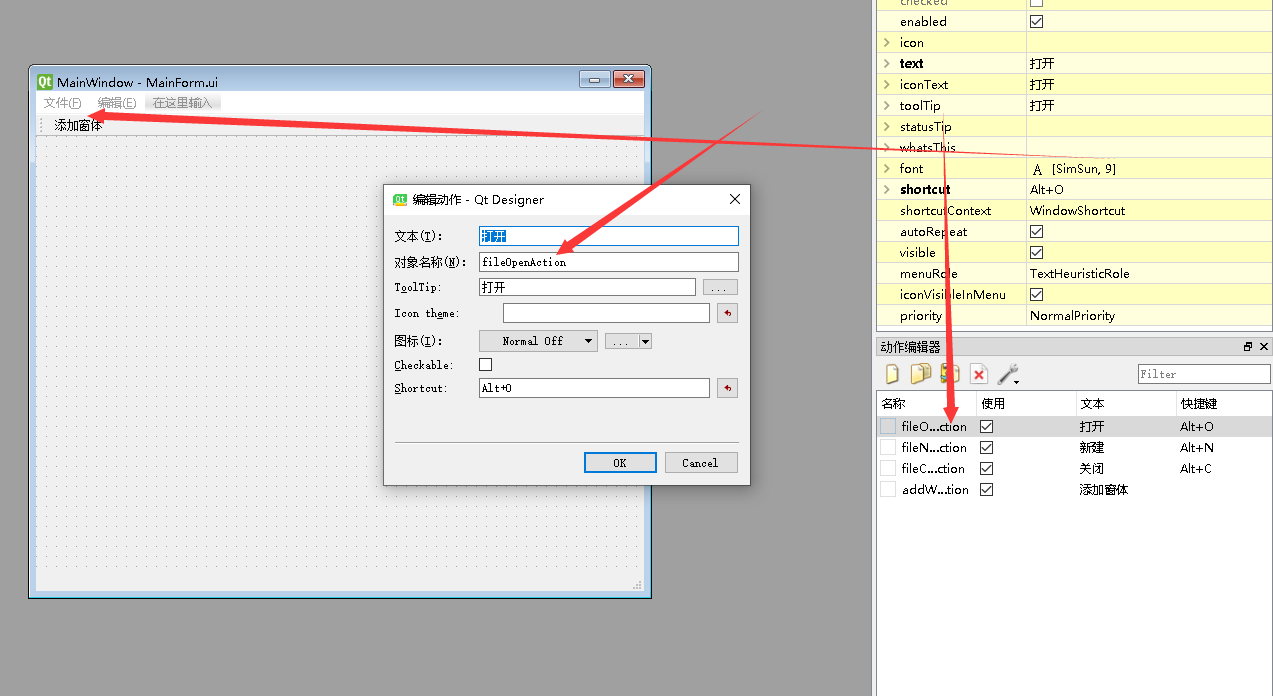 MainWindow - MainForm.ui
文件(F) 编辑(E) 在这里输入
添加窗体
编辑动作 - Qt Designer
文本(T): 打开
对象名称(N): fileOpenAction
ToolTip: 打开 ...
Icon theme:
图标(I): Normal Off ...
Checkable:
Shortcut: Alt+O
OK Cancel
checked
enabled
icon
text 打开
iconText 打开
toolTip 打开
statusTip
whatsThis
font A [SimSun, 9]
shortcut Alt+O
shortcutContext WindowShortcut
autoRepeat
visible
menuRole TextHeuristicRole
iconVisibleInMenu
priority NormalPriority
动作编辑器
Filter
名称 使用 文本 快捷键
fileO...ction 打开 Alt+O
fileN...ction 新建 Alt+N
fileC...ction 关闭 Alt+C
addW...tion 添加窗体